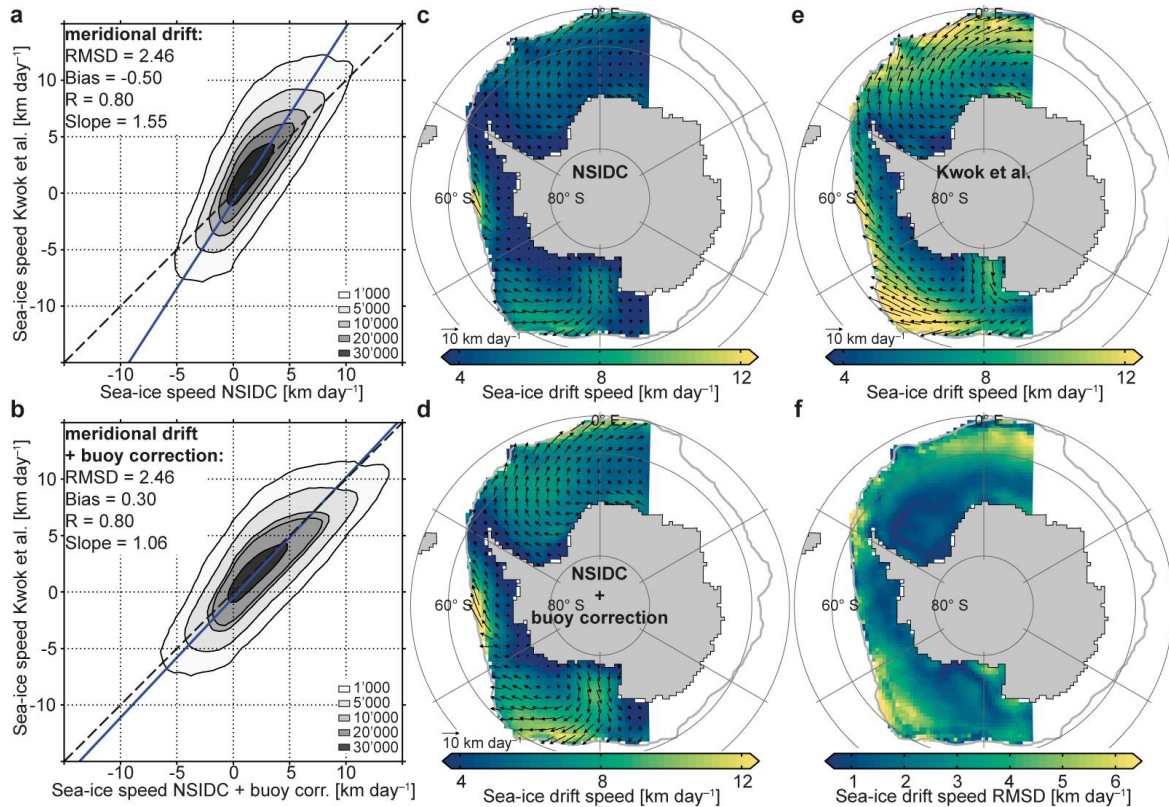 a
meridional drift:
RMSD = 2.46
Bias = -0.50
R = 0.80
Slope = 1.55
10
5
0
-5
-10
Sea-ice speed Kwok et al. [km day⁻¹]
1'000
5'000
10'000
20'000
30'000
-10 -5 0 5 10
Sea-ice speed NSIDC [km day⁻¹]
b
meridional drift
+ buoy correction:
RMSD = 2.46
Bias = 0.30
R = 0.80
Slope = 1.06
10
5
0
-5
-10
Sea-ice speed Kwok et al. [km day⁻¹]
1'000
5'000
10'000
20'000
30'000
-10 -5 0 5 10
Sea-ice speed NSIDC + buoy corr. [km day⁻¹]
c
0° E
NSIDC
60° S 80° S
10 km day⁻¹
4 8 12
Sea-ice drift speed [km day⁻¹]
d
0° E
NSIDC
+
buoy correction
60° S 80° S
10 km day⁻¹
4 8 12
Sea-ice drift speed [km day⁻¹]
e
0° E
Kwok et al.
60° S 80° S
10 km day⁻¹
4 8 12
Sea-ice drift speed [km day⁻¹]
f
0° E
60° S 80° S
1 2 3 4 5 6
Sea-ice drift speed RMSD [km day⁻¹]